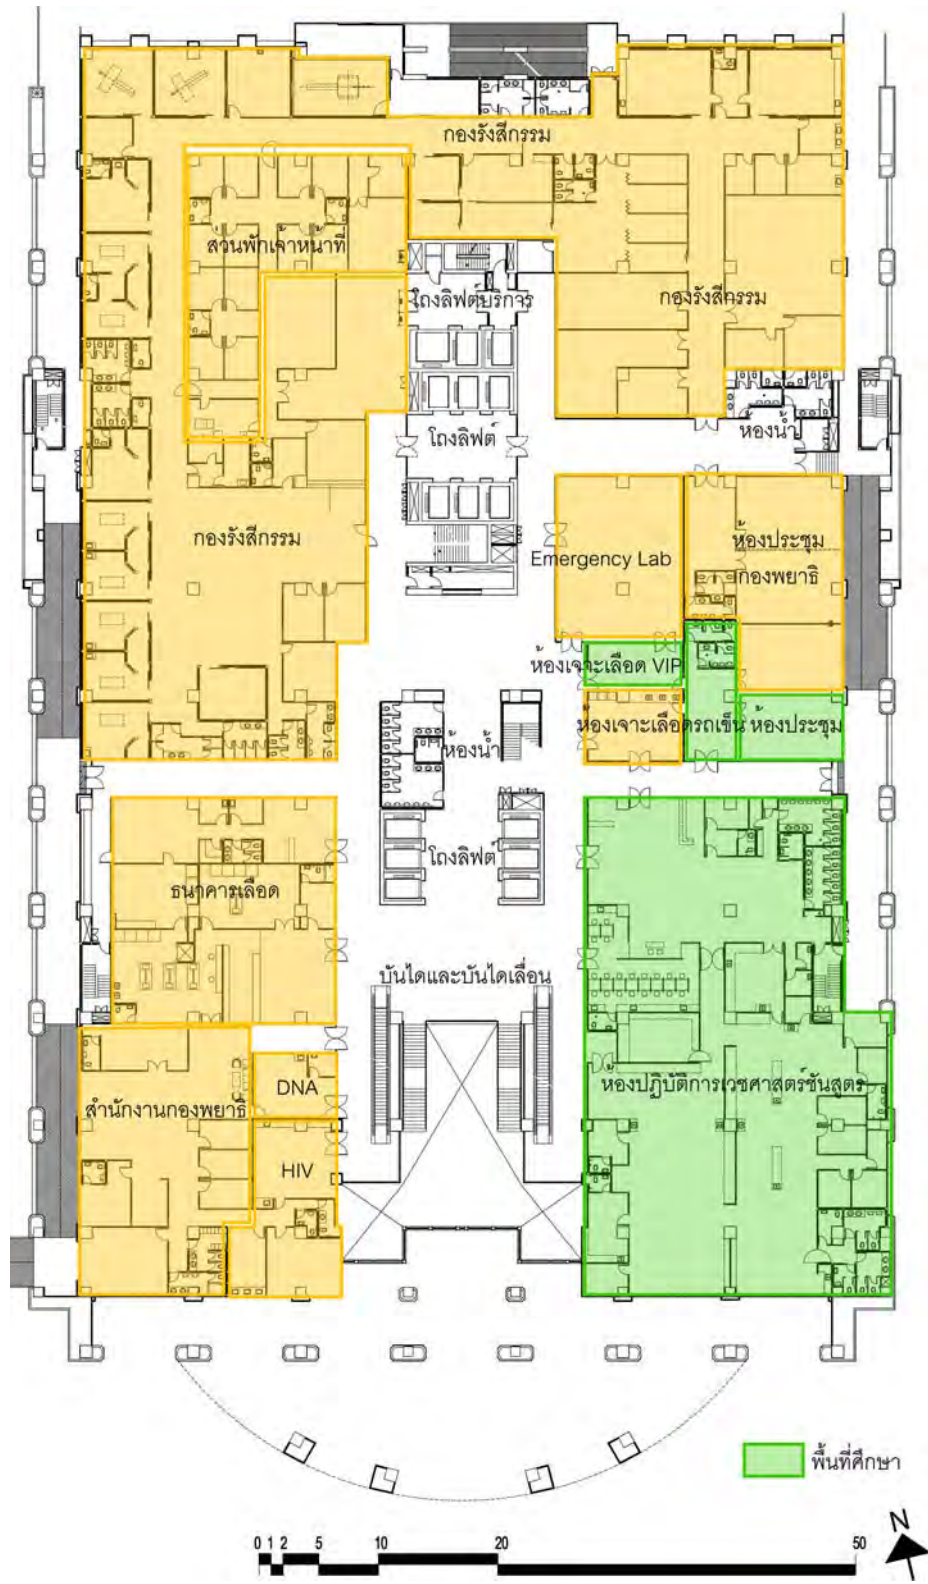 กองรังสีกรรม
ส่วนพักเจ้าหน้าที่
โถงลิฟต์บริการ
กองรังสีกรรม
ห้องน้ำ
โถงลิฟต์
กองรังสีกรรม
Emergency Lab
ห้องประชุม
กองพยาธิ
ห้องเจาะเลือด VIP
ห้องเจาะเลือดรถเข็น
ห้องประชุม
ห้องน้ำ
โถงลิฟต์
ธนาคารเลือด
บันไดและบันไดเลื่อน
DNA
สำนักงานกองพยาธิ
ห้องปฏิบัติการเวชศาสตร์ชันสูตร
HIV
พื้นที่ศึกษา
0 1 2 5 10 20 50
N